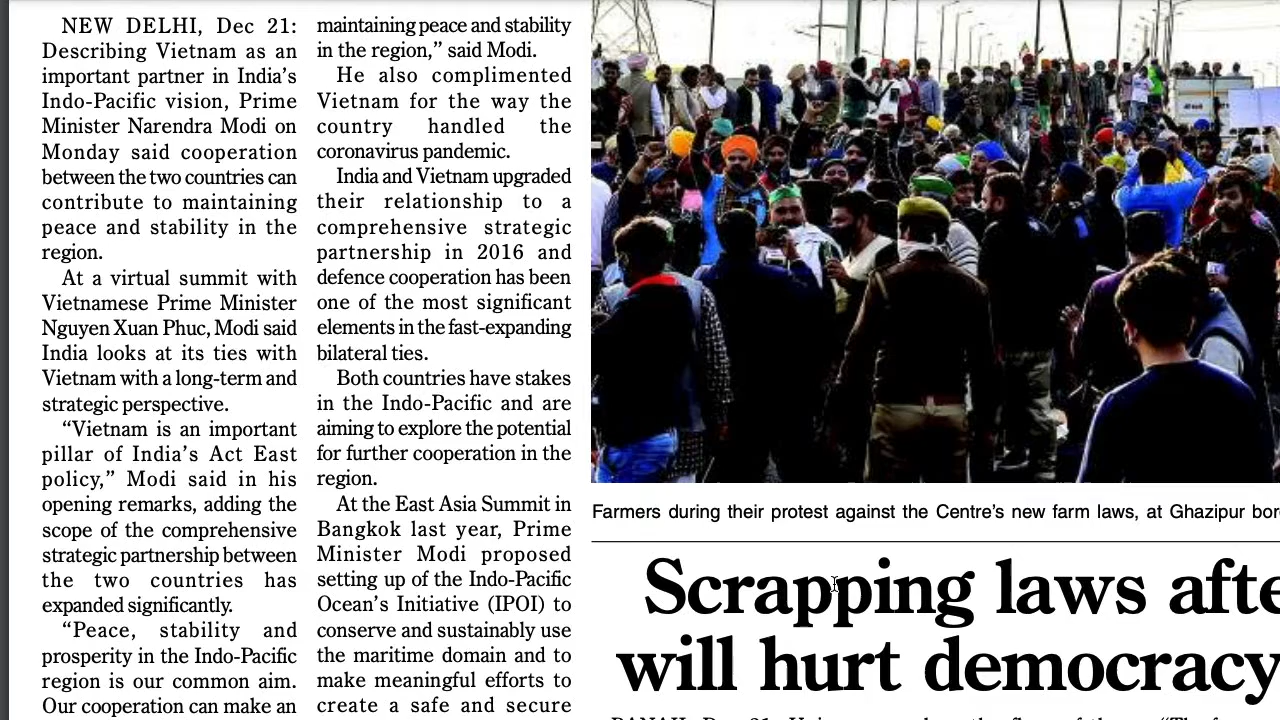 NEW DELHI, Dec 21:
Describing Vietnam as an
important partner in India's
Indo-Pacific vision, Prime
Minister Narendra Modi on
Monday said cooperation
between the two countries can
contribute to maintaining
peace and stability in the
region.
At a virtual summit with
Vietnamese Prime Minister
Nguyen Xuan Phuc, Modi said
India looks at its ties with
Vietnam with a long-term and
strategic perspective.
“Vietnam is an important
pillar of India's Act East
policy,” Modi said in his
opening remarks, adding the
scope of the comprehensive
strategic partnership between
the two countries has
expanded significantly.
“Peace, stability and
prosperity in the Indo-Pacific
region is our common aim.
Our cooperation can make an
maintaining peace and stability
in the region,” said Modi.
He also complimented
Vietnam for the way the
country handled the
coronavirus pandemic.
India and Vietnam upgraded
their relationship to a
comprehensive strategic
partnership in 2016 and
defence cooperation has been
one of the most significant
elements in the fast-expanding
bilateral ties.
Both countries have stakes
in the Indo-Pacific and are
aiming to explore the potential
for further cooperation in the
region.
At the East Asia Summit in
Bangkok last year, Prime
Minister Modi proposed
setting up of the Indo-Pacific
Ocean's Initiative (IPOI) to
conserve and sustainably use
the maritime domain and to
make meaningful efforts to
create a safe and secure
Farmers during their protest against the Centre's new farm laws, at Ghazipur bor
Scrapping laws afte
will hurt democracy